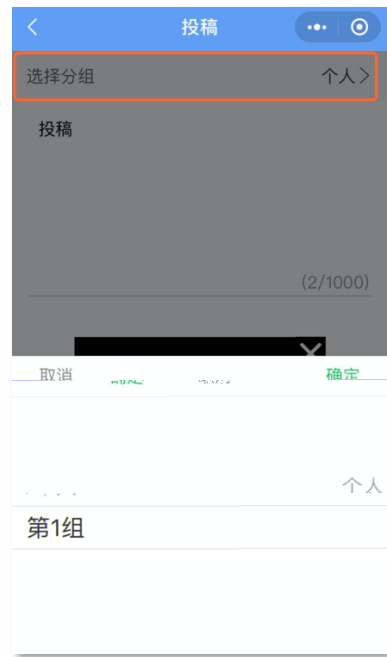 投稿
选择分组 个人>
投稿
(2/1000)
取消 确定
个人
第1组